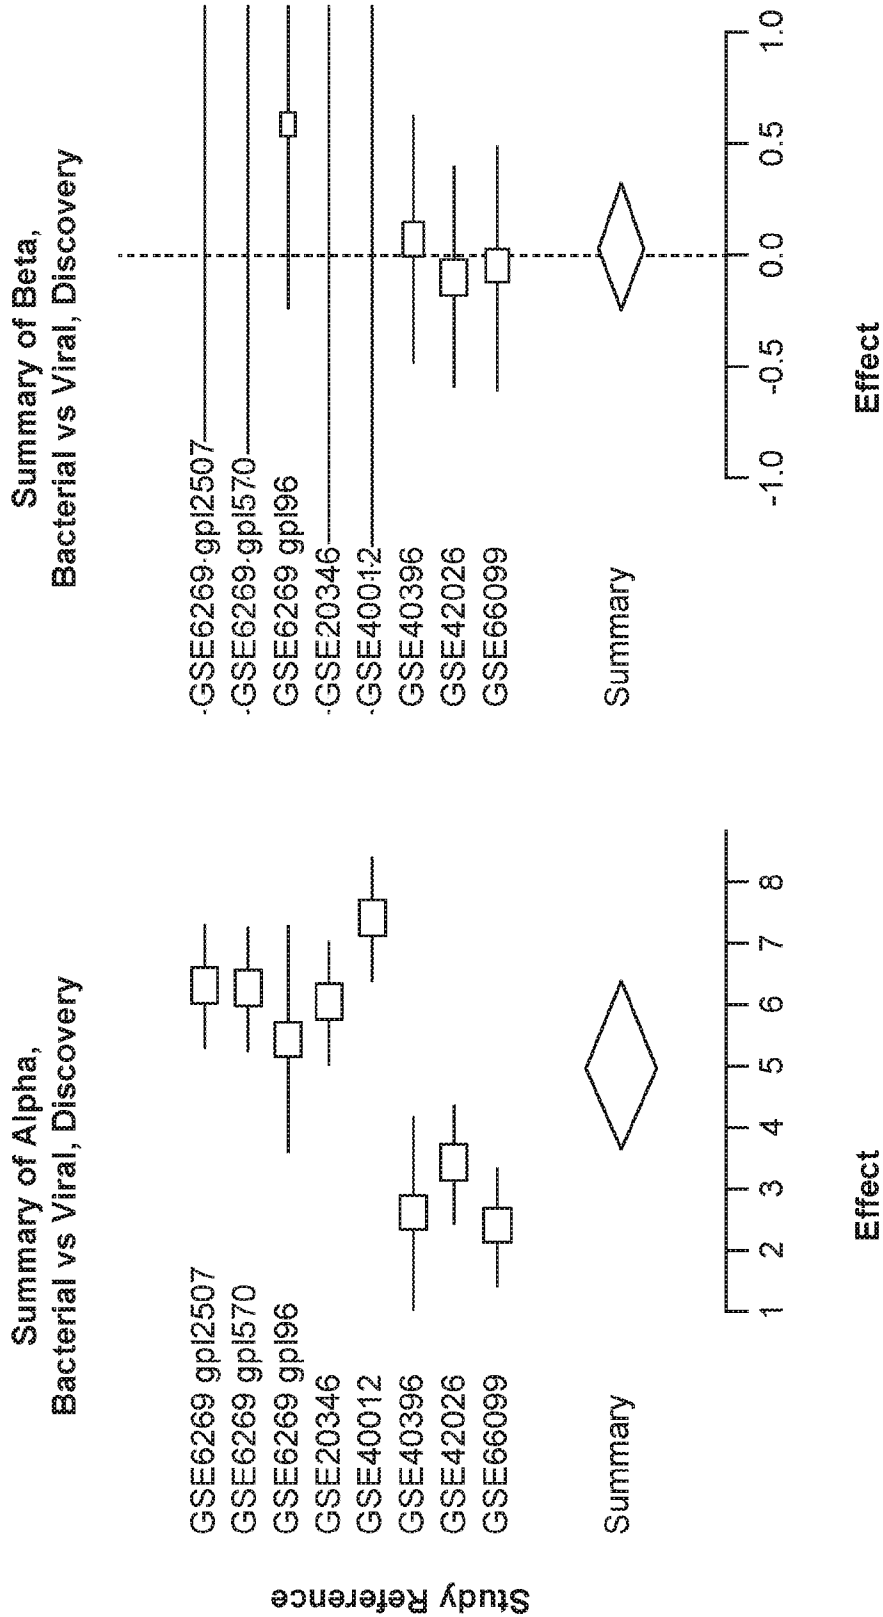 Summary of Alpha,
Bacterial vs Viral, Discovery
Study Reference
GSE6269 gpl2507
GSE6269 gpl570
GSE6269 gpl96
GSE20346
GSE40012
GSE40396
GSE42026
GSE66099
Summary
1 2 3 4 5 6 7 8
Effect
Summary of Beta,
Bacterial vs Viral, Discovery
GSE6269 gpl2507
GSE6269 gpl570
GSE6269 gpl96
GSE20346
GSE40012
GSE40396
GSE42026
GSE66099
Summary
-1.0 -0.5 0.0 0.5 1.0
Effect